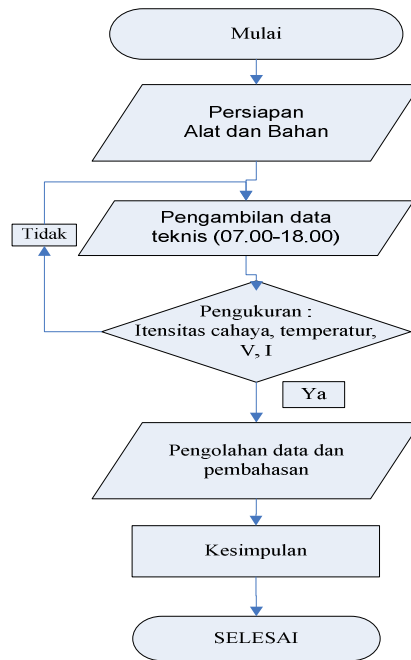 Mulai
Persiapan
Alat dan Bahan
Pengambilan data
teknis (07.00-18.00)
Tidak
Pengukuran :
Itensitas cahaya, temperatur,
V, I
Ya
Pengolahan data dan
pembahasan
Kesimpulan
SELESAI